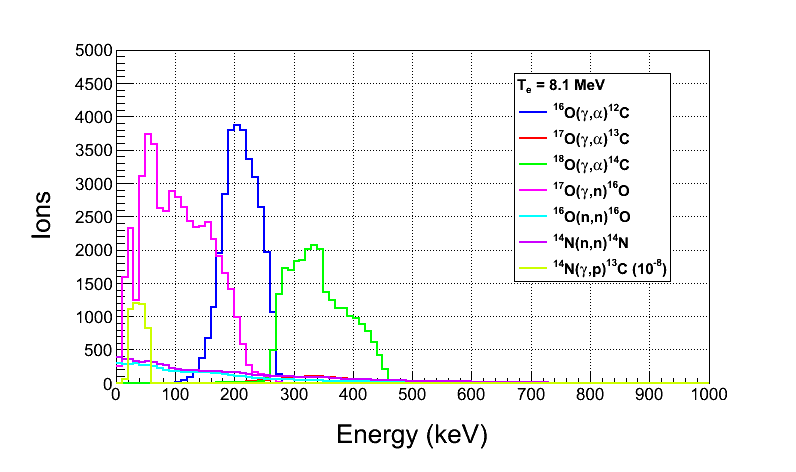 5000
4500
4000
3500
3000
2500
2000
1500
1000
500
0
Ions
0 100 200 300 400 500 600 700 800 900 1000
Energy (keV)
Tₑ = 8.1 MeV
¹⁶O(γ,α)¹²C
¹⁷O(γ,α)¹³C
¹⁸O(γ,α)¹⁴C
¹⁷O(γ,n)¹⁶O
¹⁶O(n,n)¹⁶O
¹⁴N(n,n)¹⁴N
¹⁴N(γ,p)¹³C (10⁻⁸)